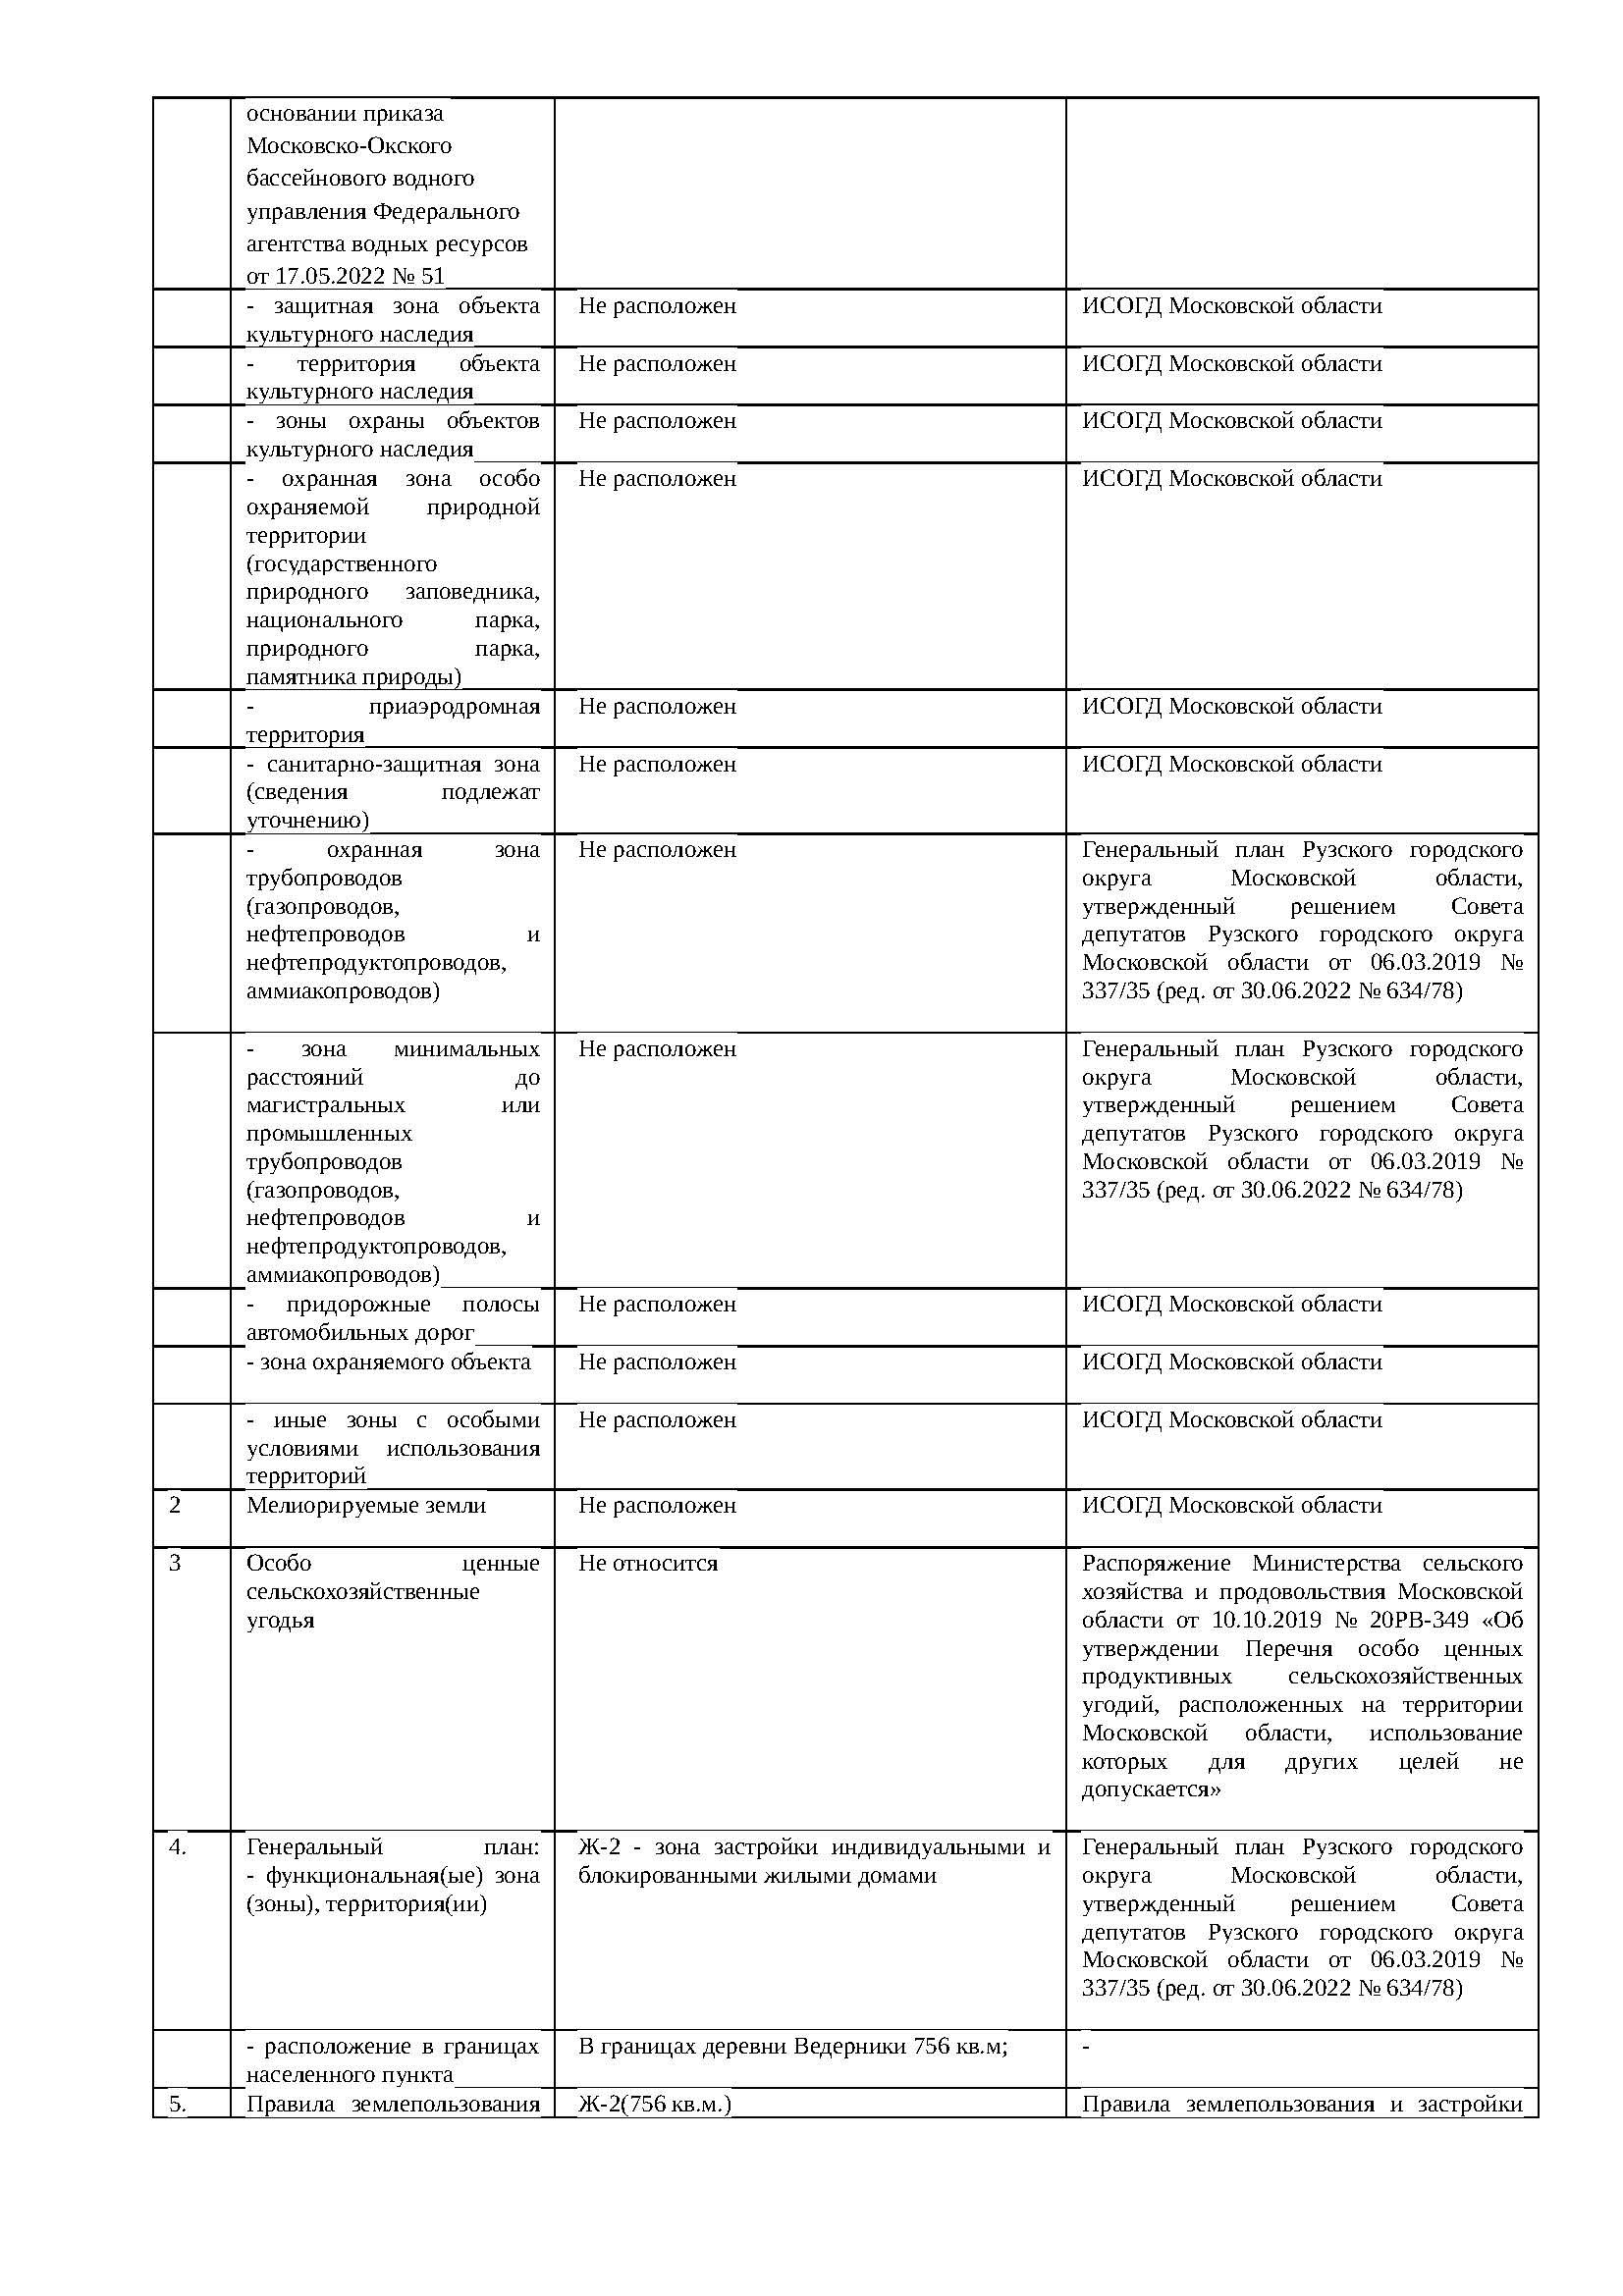 основании приказа
Московско-Окского
бассейнового водного
управления Федерального
агентства водных ресурсов
от 17.05.2022 № 51
- защитная зона объекта
культурного наследия
Не расположен
ИСОГД Московской области
- территория объекта
культурного наследия
Не расположен
ИСОГД Московской области
- зоны охраны объектов
культурного наследия
Не расположен
ИСОГД Московской области
- охранная зона особо
охраняемой природной
территории
(государственного
природного заповедника,
национального парка,
природного парка,
памятника природы)
Не расположен
ИСОГД Московской области
- приаэродромная
территория
Не расположен
ИСОГД Московской области
- санитарно-защитная зона
(сведения подлежат
уточнению)
Не расположен
ИСОГД Московской области
- охранная зона
трубопроводов
(газопроводов,
нефтепроводов и
нефтепродуктопроводов,
аммиакопроводов)
Не расположен
Генеральный план Рузского городского
округа Московской области,
утвержденный решением Совета
депутатов Рузского городского округа
Московской области от 06.03.2019 №
337/35 (ред. от 30.06.2022 № 634/78)
- зона минимальных
расстояний до
магистральных или
промышленных
трубопроводов
(газопроводов,
нефтепроводов и
нефтепродуктопроводов,
аммиакопроводов)
Не расположен
Генеральный план Рузского городского
округа Московской области,
утвержденный решением Совета
депутатов Рузского городского округа
Московской области от 06.03.2019 №
337/35 (ред. от 30.06.2022 № 634/78)
- придорожные полосы
автомобильных дорог
Не расположен
ИСОГД Московской области
- зона охраняемого объекта
Не расположен
ИСОГД Московской области
- иные зоны с особыми
условиями использования
территорий
Не расположен
ИСОГД Московской области
2
Мелиорируемые земли
Не расположен
ИСОГД Московской области
3
Особо ценные
сельскохозяйственные
угодья
Не относится
Распоряжение Министерства сельского
хозяйства и продовольствия Московской
области от 10.10.2019 № 20РВ-349 «Об
утверждении Перечня особо ценных
продуктивных сельскохозяйственных
угодий, расположенных на территории
Московской области, использование
которых для других целей не
допускается»
4.
Генеральный план:
- функциональная(ые) зона
(зоны), территория(ии)
Ж-2 - зона застройки индивидуальными и
блокированными жилыми домами
Генеральный план Рузского городского
округа Московской области,
утвержденный решением Совета
депутатов Рузского городского округа
Московской области от 06.03.2019 №
337/35 (ред. от 30.06.2022 № 634/78)
- расположение в границах
населенного пункта
В границах деревни Ведерники 756 кв.м;
-
5.
Правила землепользования
Ж-2(756 кв.м.)
Правила землепользования и застройки